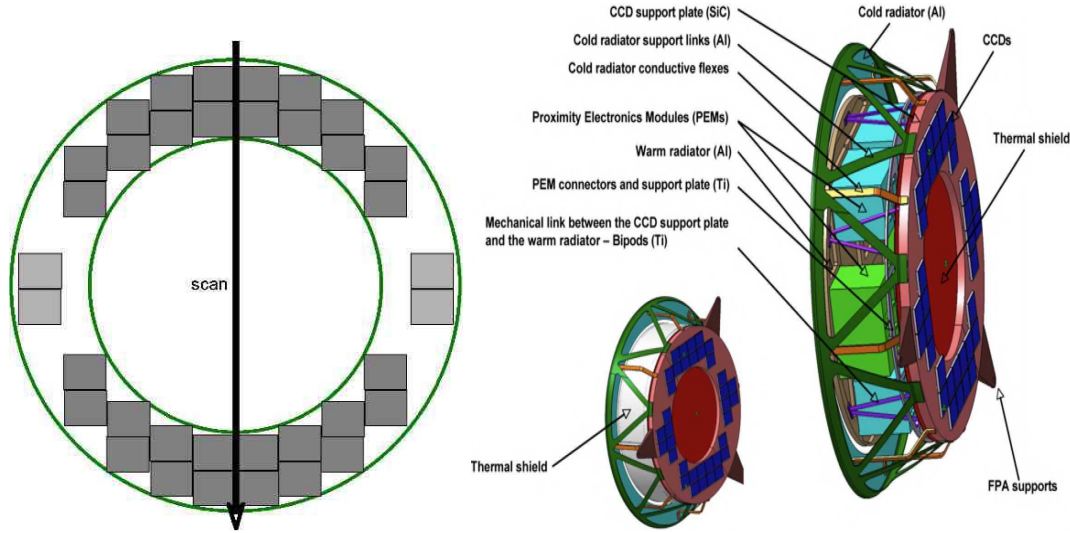 scan
CCD support plate (SiC)
Cold radiator (Al)
Cold radiator support links (Al)
CCDs
Cold radiator conductive flexes
Proximity Electronics Modules (PEMs)
Thermal shield
Warm radiator (Al)
PEM connectors and support plate (Ti)
Mechanical link between the CCD support plate
and the warm radiator – Bipods (Ti)
Thermal shield
FPA supports